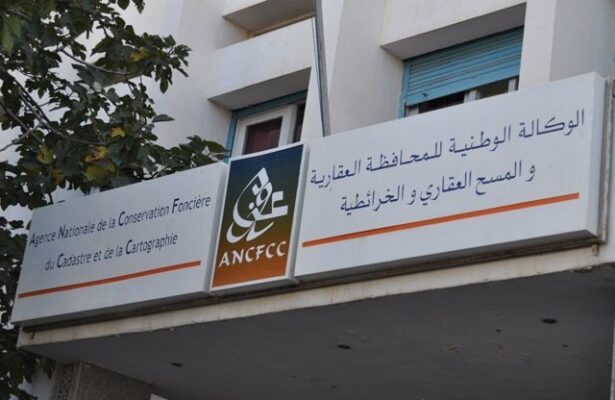 Agence Nationale de la Conservation Foncière
du Cadastre et de la Cartographie
ANCFCC
الوكالة الوطنية للمحافظة العقارية
و المسح العقاري و الخرائطية